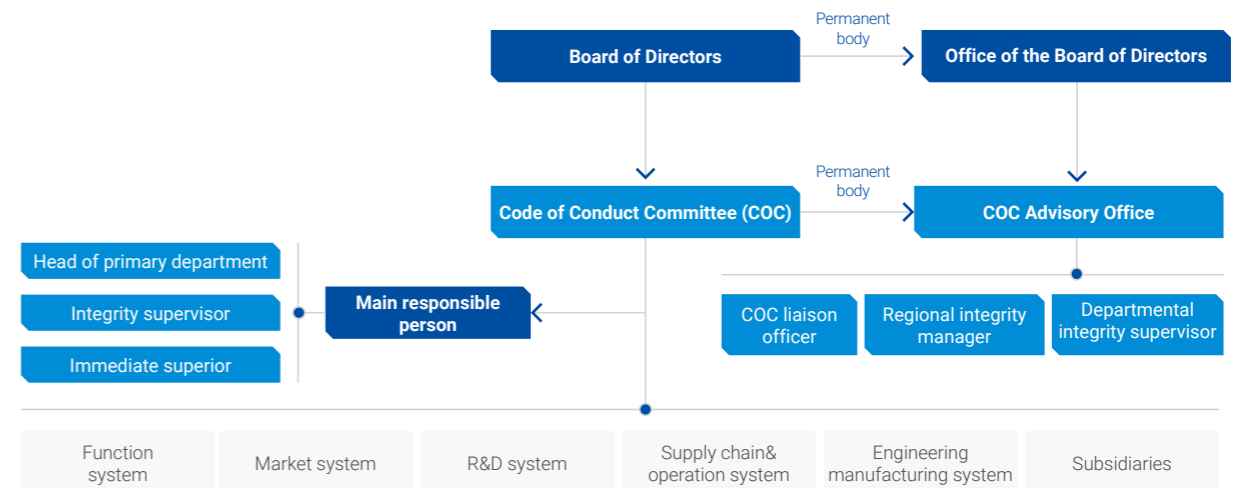 Permanent
body
Board of Directors
Office of the Board of Directors
Permanent
body
Code of Conduct Committee (COC)
COC Advisory Office
Head of primary department
Integrity supervisor
Immediate superior
Main responsible
person
COC liaison
officer
Regional integrity
manager
Departmental
integrity supervisor
Function
system
Market system
R&D system
Supply chain&
operation system
Engineering
manufacturing system
Subsidiaries